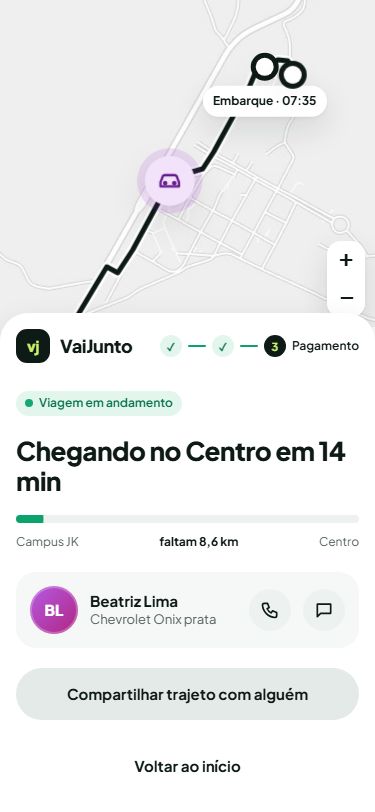 Embarque · 07:35
+
−
vj VaiJunto ✓ ✓ 3 Pagamento
Viagem em andamento
Chegando no Centro em 14
min
Campus JK faltam 8,6 km Centro
BL
Beatriz Lima
Chevrolet Onix prata
Compartilhar trajeto com alguém
Voltar ao início